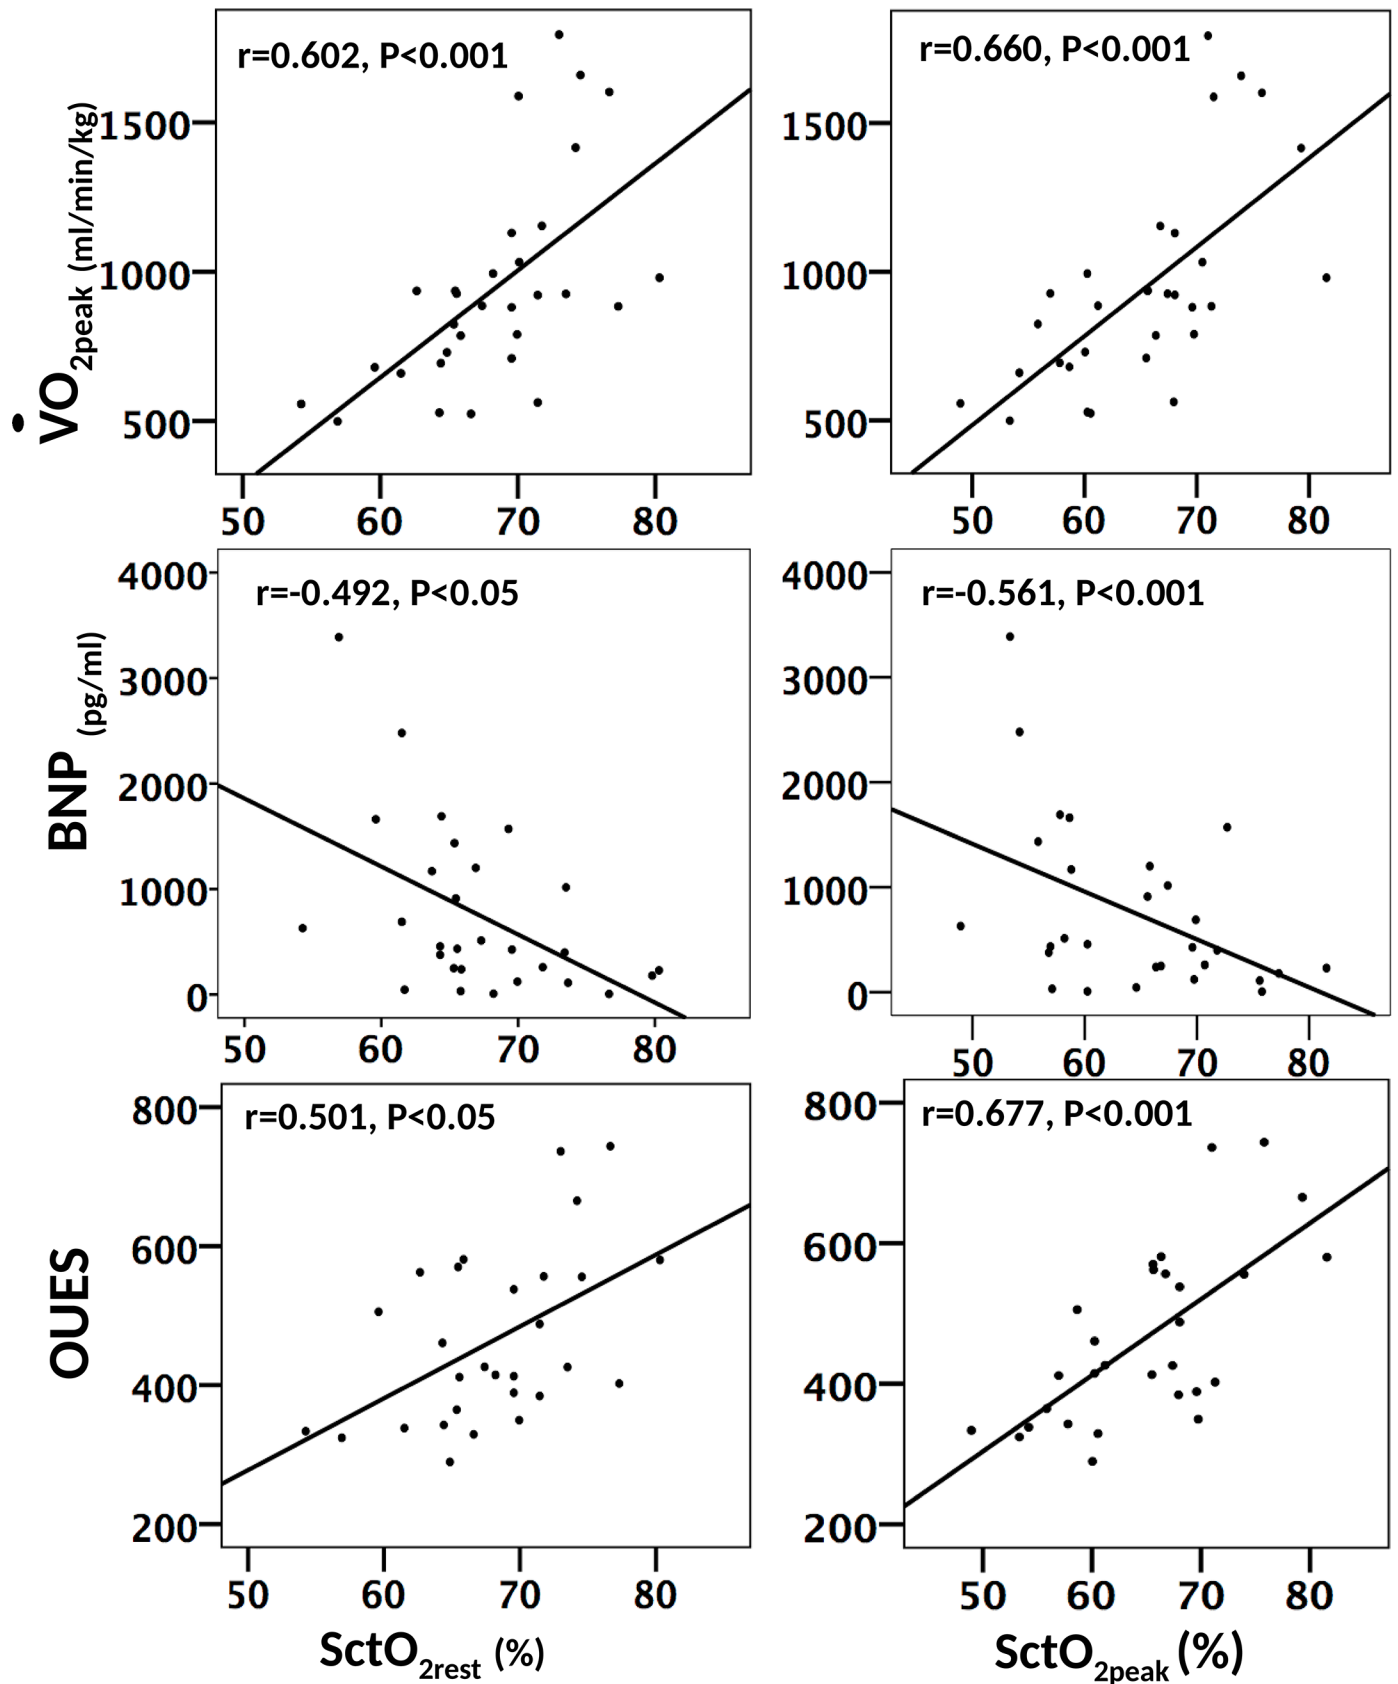 r=0.602, P<0.001
1500
1000
500
V̇O2peak (ml/min/kg)
50 60 70 80
r=0.660, P<0.001
1500
1000
500
50 60 70 80
r=-0.492, P<0.05
4000
3000
2000
1000
0
BNP (pg/ml)
50 60 70 80
r=-0.561, P<0.001
4000
3000
2000
1000
0
50 60 70 80
r=0.501, P<0.05
800
600
400
200
OUES
50 60 70 80
SctO2rest (%)
r=0.677, P<0.001
800
600
400
200
50 60 70 80
SctO2peak (%)